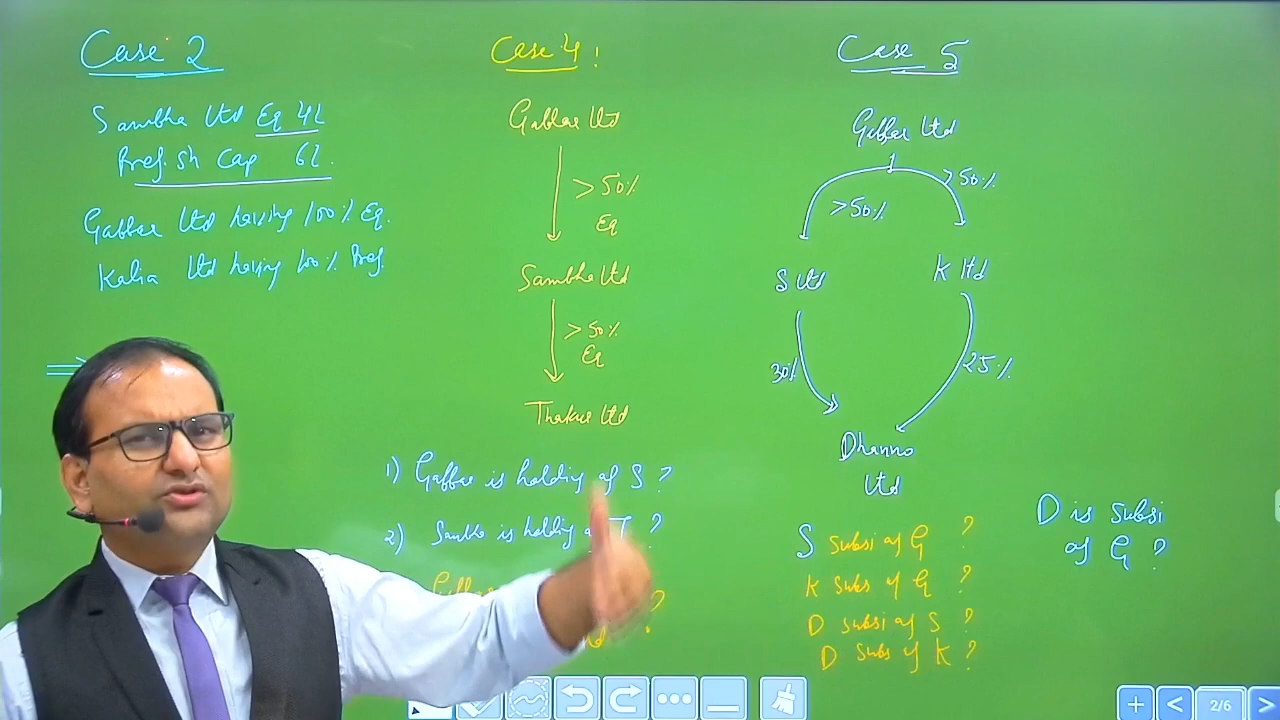 Case 2
Sambha Ltd Eq 4L
Pref. Sh Cap 6L.
Gabbar Ltd having 100% Eq.
Kalia Ltd having 100% Pref.
Case 4!
Gabbar Ltd
>50%
Eq
Sambha Ltd
>50%
Eq
Thakur Ltd
1) Gabbar is holding of S ?
2) Sambha is holding T ?
?
Case 5
Gabbar Ltd
>50%
>50%
S Ltd
K Ltd
30%
25%
Dhanno
Ltd
S Subsi of G ?
K Subs of G ?
D Subsi of S ?
D Subs of K ?
D is Subsi
of G ?
2/6